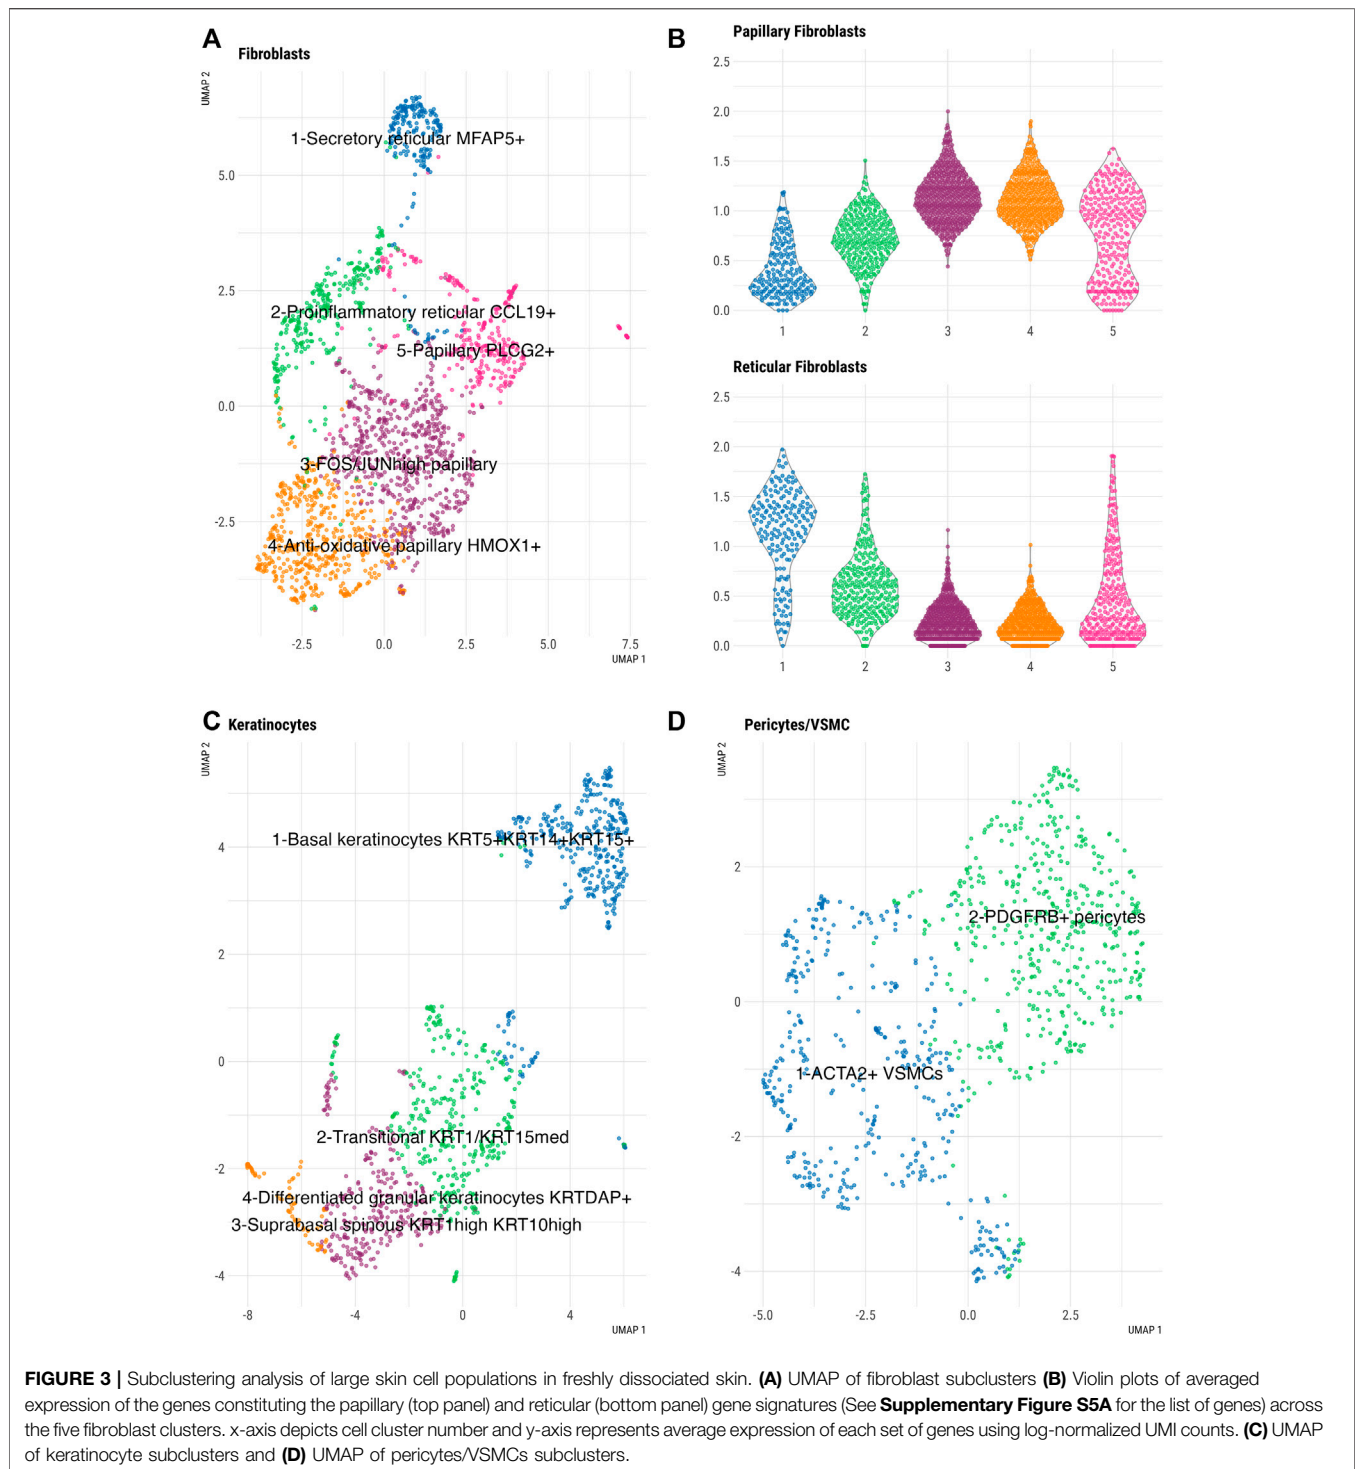 A
Fibroblasts
UMAP 2
1-Secretory reticular MFAP5+
5.0
2.5
2-Proinflammatory reticular CCL19+
5-Papillary PLCG2+
0.0
3-FOS/JUNhigh papillary
-2.5
4-Anti-oxidative papillary HMOX1+
-2.5 0.0 2.5 5.0 7.5
UMAP 1
B
Papillary Fibroblasts
2.5
2.0
1.5
1.0
0.5
0.0
1 2 3 4 5
Reticular Fibroblasts
2.5
2.0
1.5
1.0
0.5
0.0
1 2 3 4 5
C
Keratinocytes
UMAP 2
1-Basal keratinocytes KRT5+KRT14+KRT15+
4
2
0
2-Transitional KRT1/KRT15med
-2
4-Differentiated granular keratinocytes KRTDAP+
3-Suprabasal spinous KRT1high KRT10high
-4
-8 -4 0 4
UMAP 1
D
Pericytes/VSMC
UMAP 2
2
2-PDGFRB+ pericytes
0
1-ACTA2+ VSMCs
-2
-4
-5.0 -2.5 0.0 2.5
UMAP 1
FIGURE 3 | Subclustering analysis of large skin cell populations in freshly dissociated skin. (A) UMAP of fibroblast subclusters (B) Violin plots of averaged
expression of the genes constituting the papillary (top panel) and reticular (bottom panel) gene signatures (See Supplementary Figure S5A for the list of genes) across
the five fibroblast clusters. x-axis depicts cell cluster number and y-axis represents average expression of each set of genes using log-normalized UMI counts. (C) UMAP
of keratinocyte subclusters and (D) UMAP of pericytes/VSMCs subclusters.